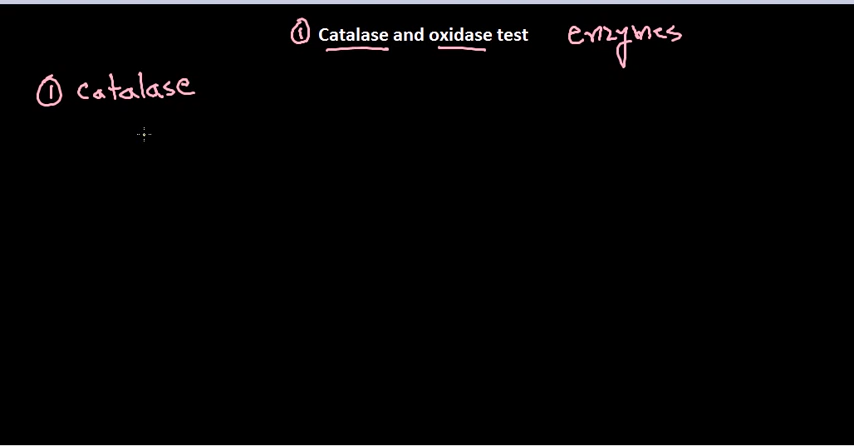 ① Catalase and oxidase test enzymes
① catalase